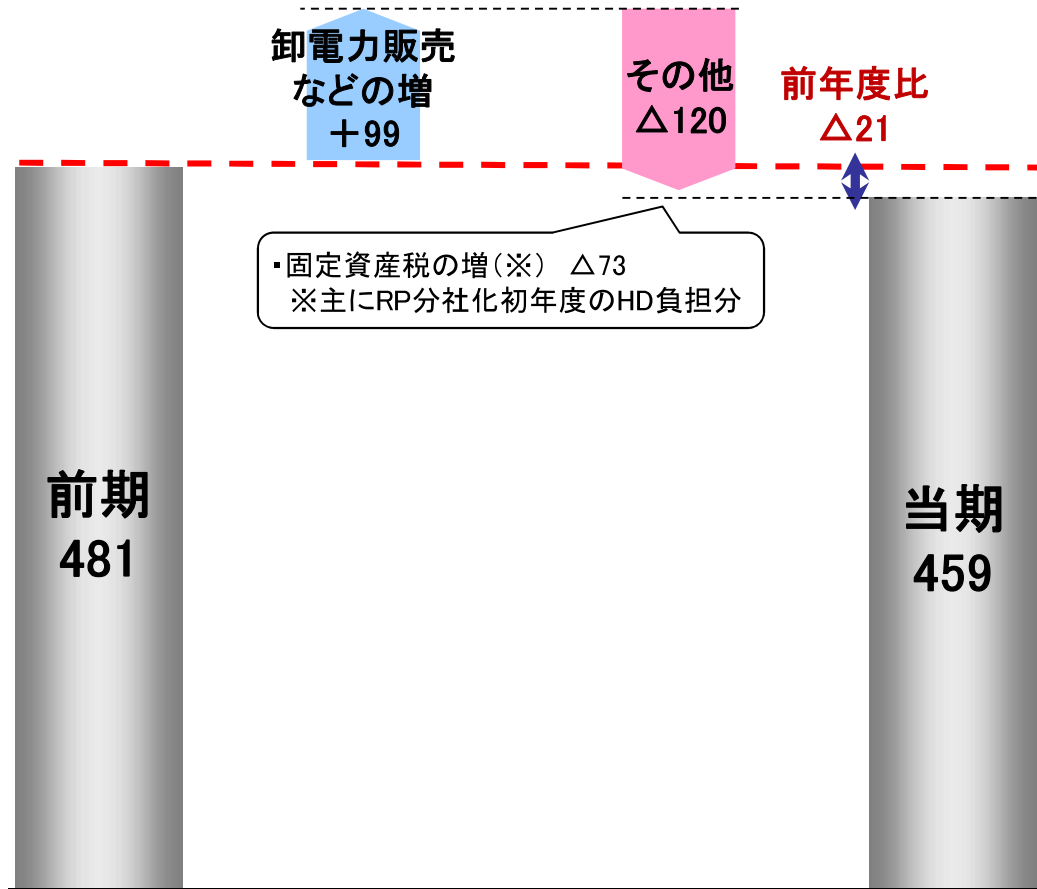 卸電力販売
などの増
＋99
その他
△120
前年度比
△21
・固定資産税の増(※)　△73
※主にRP分社化初年度のHD負担分
前期
481
当期
459